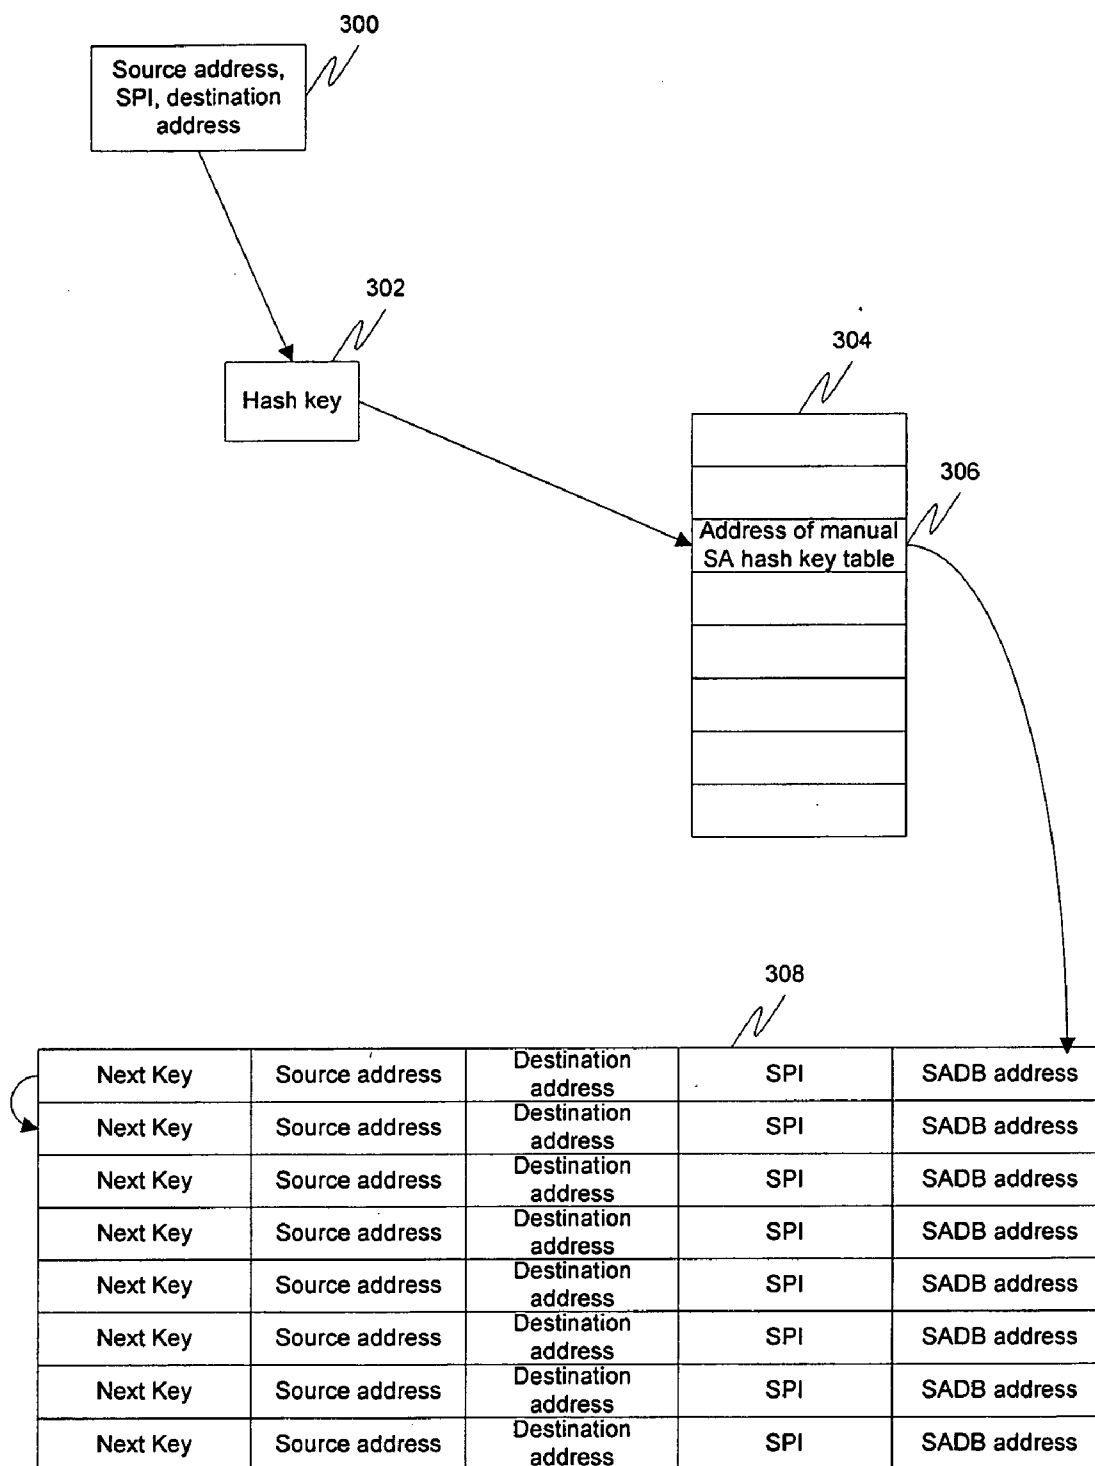 300
Source address,
SPI, destination
address
302
Hash key
304
306
Address of manual
SA hash key table
308
Next Key Source address Destination address SPI SADB address
Next Key Source address Destination address SPI SADB address
Next Key Source address Destination address SPI SADB address
Next Key Source address Destination address SPI SADB address
Next Key Source address Destination address SPI SADB address
Next Key Source address Destination address SPI SADB address
Next Key Source address Destination address SPI SADB address
Next Key Source address Destination address SPI SADB address